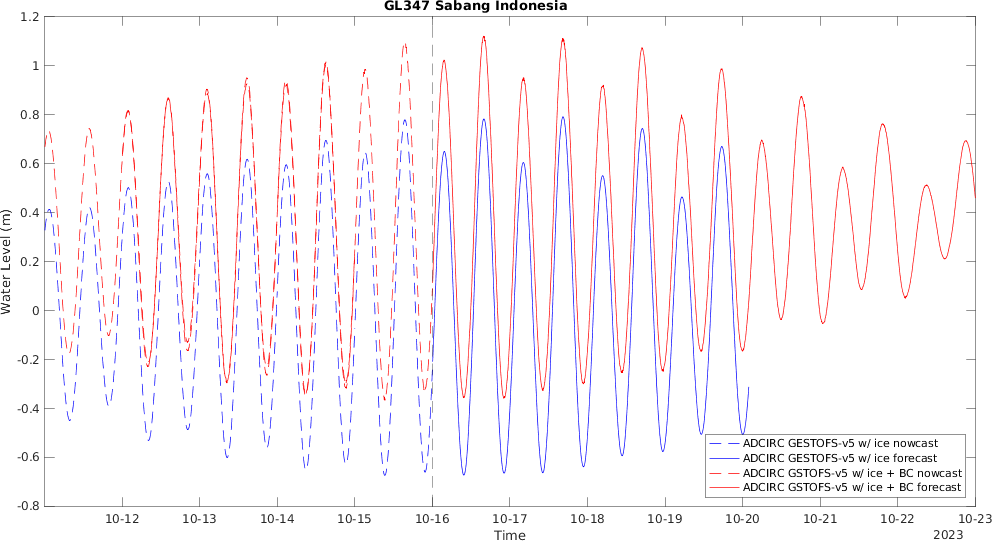 GL347 Sabang Indonesia
1.2
1
0.8
0.6
0.4
0.2
0
-0.2
-0.4
-0.6
-0.8
Water Level (m)
ADCIRC GESTOFS-v5 w/ ice nowcast
ADCIRC GESTOFS-v5 w/ ice forecast
ADCIRC GSTOFS-v5 w/ ice + BC nowcast
ADCIRC GSTOFS-v5 w/ ice + BC forecast
10-12 10-13 10-14 10-15 10-16 10-17 10-18 10-19 10-20 10-21 10-22 10-23
Time
2023